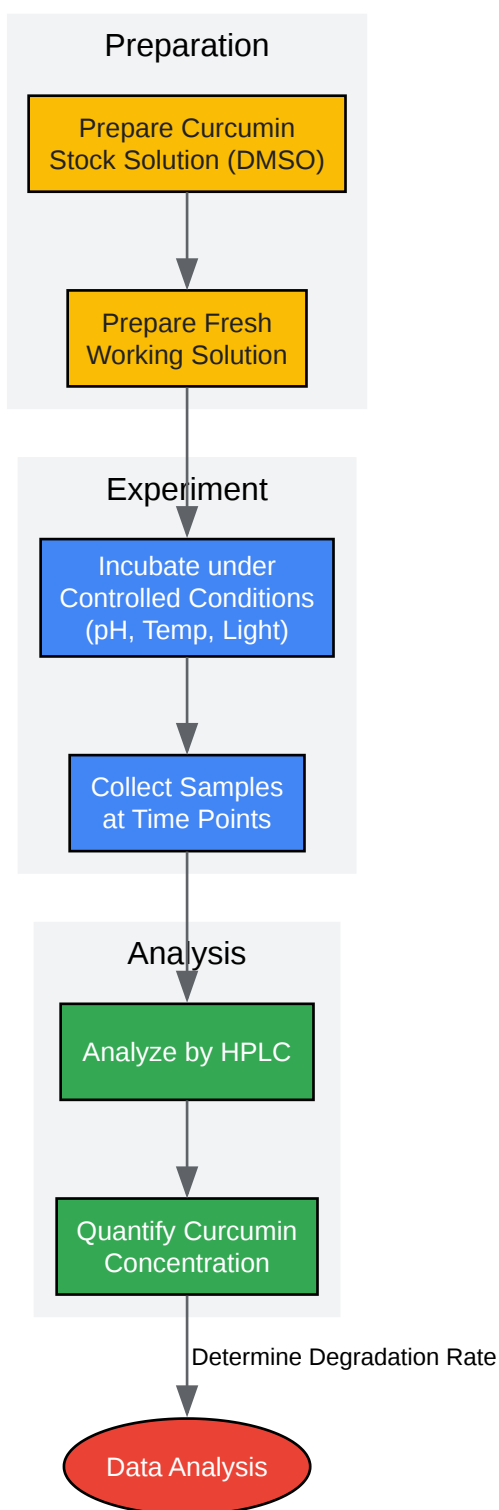 Preparation
Prepare Curcumin
Stock Solution (DMSO)
Prepare Fresh
Working Solution
Experiment
Incubate under
Controlled Conditions
(pH, Temp, Light)
Collect Samples
at Time Points
Analysis
Analyze by HPLC
Quantify Curcumin
Concentration
Determine Degradation Rate
Data Analysis